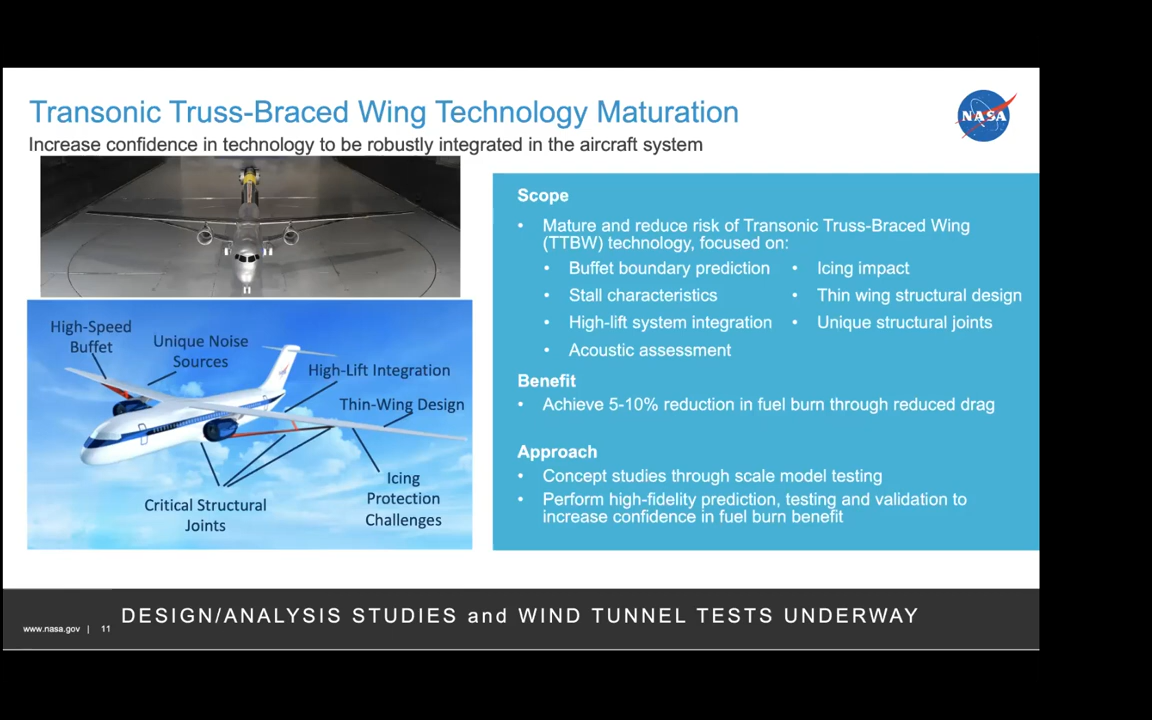 Transonic Truss-Braced Wing Technology Maturation
NASA
Increase confidence in technology to be robustly integrated in the aircraft system
High-Speed
Buffet
Unique Noise
Sources
High-Lift Integration
Thin-Wing Design
Critical Structural
Joints
Icing
Protection
Challenges
Scope
• Mature and reduce risk of Transonic Truss-Braced Wing
(TTBW) technology, focused on:
• Buffet boundary prediction
• Stall characteristics
• High-lift system integration
• Acoustic assessment
• Icing impact
• Thin wing structural design
• Unique structural joints
Benefit
• Achieve 5-10% reduction in fuel burn through reduced drag
Approach
• Concept studies through scale model testing
• Perform high-fidelity prediction, testing and validation to
increase confidence in fuel burn benefit
DESIGN/ANALYSIS STUDIES and WIND TUNNEL TESTS UNDERWAY
www.nasa.gov | 11